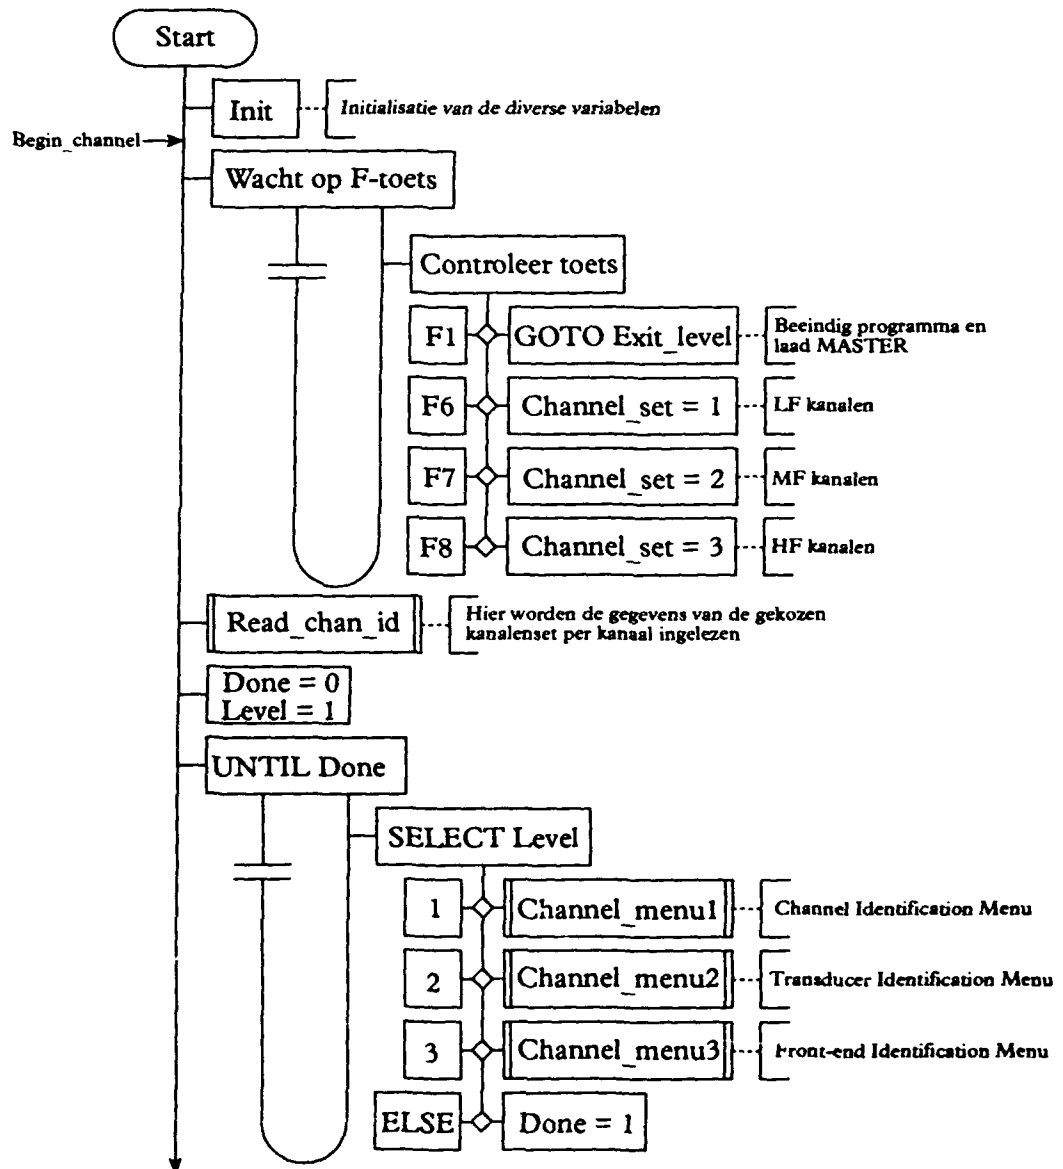 Start
Init
Initialisatie van de diverse variabelen
Begin_channel
Wacht op F-toets
Controleer toets
F1
GOTO Exit_level
Beeindig programma en
laad MASTER
F6
Channel_set = 1
LF kanalen
F7
Channel_set = 2
MF kanalen
F8
Channel_set = 3
HF kanalen
Read_chan_id
Hier worden de gegevens van de gekozen
kanalenset per kanaal ingelezen
Done = 0
Level = 1
UNTIL Done
SELECT Level
1
Channel_menu1
Channel Identification Menu
2
Channel_menu2
Transducer Identification Menu
3
Channel_menu3
Front-end Identification Menu
ELSE
Done = 1